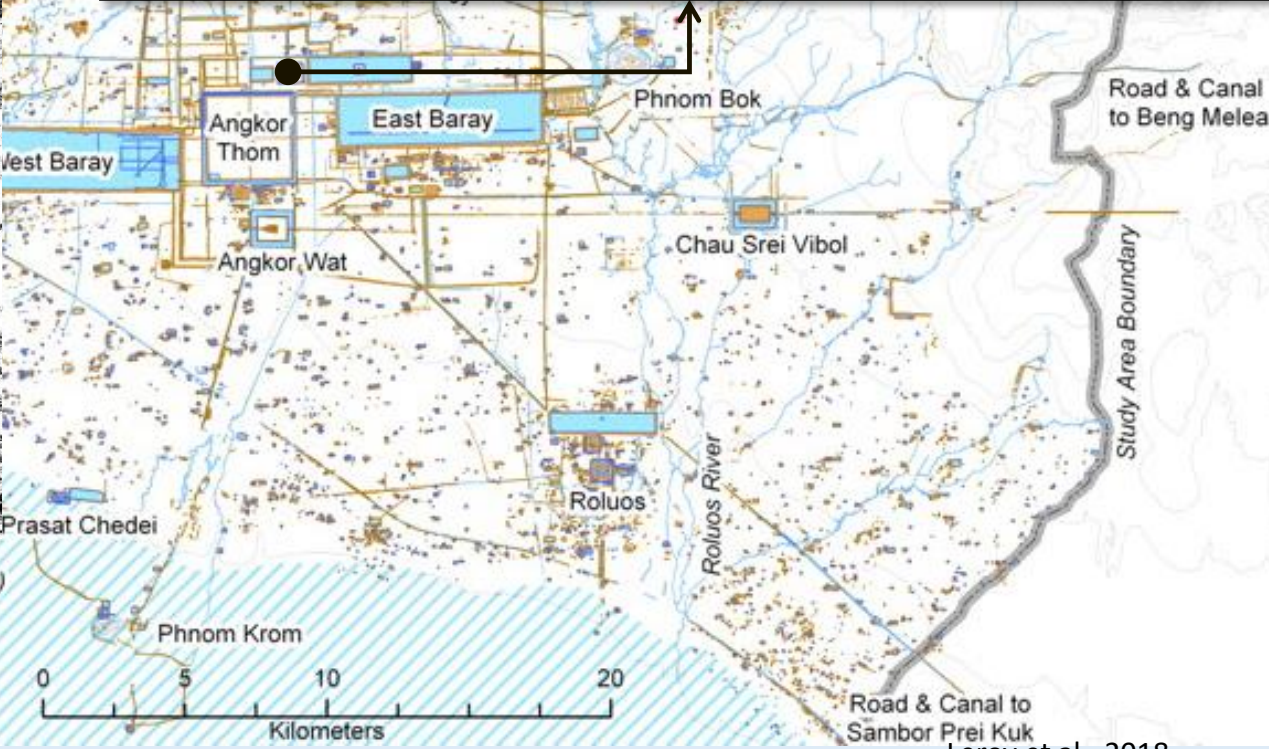 Phnom Bok
Road & Canal
to Beng Melea
Angkor
Thom
East Baray
West Baray
Chau Srei Vibol
Angkor Wat
Study Area Boundary
Roluos
Roluos River
Prasat Chedei
Phnom Krom
0 5 10 20
Kilometers
Road & Canal to
Sambor Prei Kuk
2018